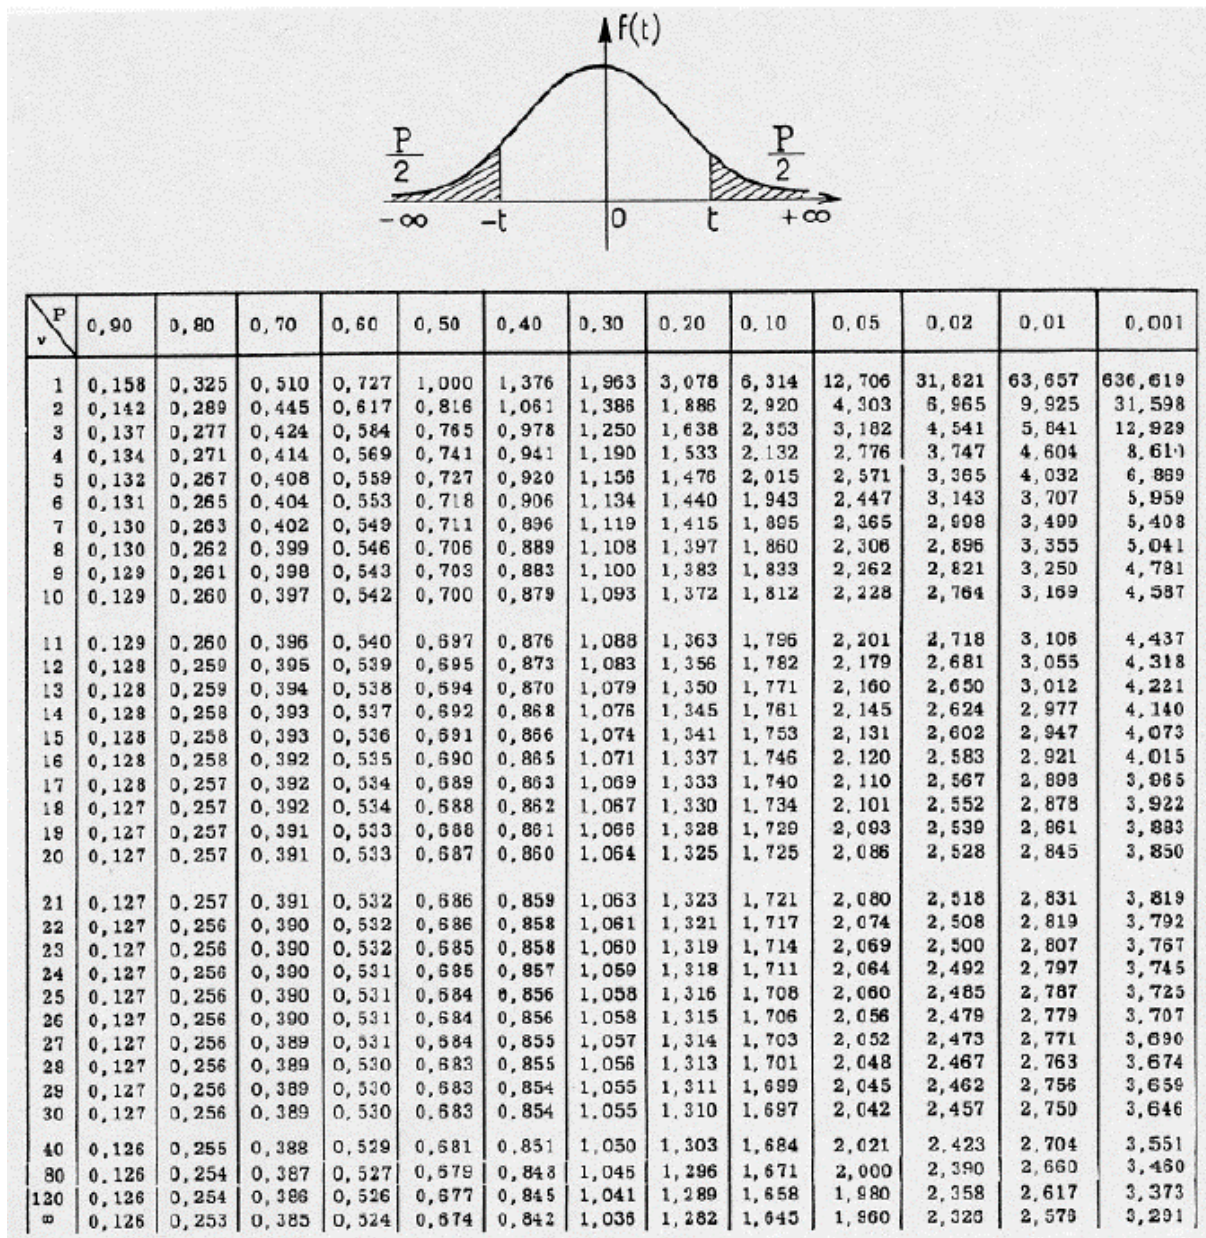 f(t)
P/2 P/2
-∞ -t 0 t +∞
P 0,90 0,80 0,70 0,60 0,50 0,40 0,30 0,20 0,10 0,05 0,02 0,01 0,001
v
1 0,158 0,325 0,510 0,727 1,000 1,376 1,963 3,078 6,314 12,706 31,821 63,657 636,619
2 0,142 0,289 0,445 0,617 0,816 1,061 1,386 1,886 2,920 4,303 6,965 9,925 31,598
3 0,137 0,277 0,424 0,584 0,765 0,978 1,250 1,638 2,353 3,182 4,541 5,841 12,929
4 0,134 0,271 0,414 0,569 0,741 0,941 1,190 1,533 2,132 2,776 3,747 4,604 8,610
5 0,132 0,267 0,408 0,559 0,727 0,920 1,156 1,476 2,015 2,571 3,365 4,032 6,869
6 0,131 0,265 0,404 0,553 0,718 0,906 1,134 1,440 1,943 2,447 3,143 3,707 5,959
7 0,130 0,263 0,402 0,549 0,711 0,896 1,119 1,415 1,895 2,365 2,998 3,499 5,408
8 0,130 0,262 0,399 0,546 0,706 0,889 1,108 1,397 1,860 2,306 2,896 3,355 5,041
9 0,129 0,261 0,398 0,543 0,703 0,883 1,100 1,383 1,833 2,262 2,821 3,250 4,781
10 0,129 0,260 0,397 0,542 0,700 0,879 1,093 1,372 1,812 2,228 2,764 3,169 4,587
11 0,129 0,260 0,396 0,540 0,697 0,876 1,088 1,363 1,796 2,201 2,718 3,106 4,437
12 0,128 0,259 0,395 0,539 0,695 0,873 1,083 1,356 1,782 2,179 2,681 3,055 4,318
13 0,128 0,259 0,394 0,538 0,694 0,870 1,079 1,350 1,771 2,160 2,650 3,012 4,221
14 0,128 0,258 0,393 0,537 0,692 0,868 1,076 1,345 1,761 2,145 2,624 2,977 4,140
15 0,128 0,258 0,393 0,536 0,691 0,866 1,074 1,341 1,753 2,131 2,602 2,947 4,073
16 0,128 0,258 0,392 0,535 0,690 0,865 1,071 1,337 1,746 2,120 2,583 2,921 4,015
17 0,128 0,257 0,392 0,534 0,689 0,863 1,069 1,333 1,740 2,110 2,567 2,898 3,965
18 0,127 0,257 0,392 0,534 0,688 0,862 1,067 1,330 1,734 2,101 2,552 2,878 3,922
19 0,127 0,257 0,391 0,533 0,688 0,861 1,066 1,328 1,729 2,093 2,539 2,861 3,883
20 0,127 0,257 0,391 0,533 0,687 0,860 1,064 1,325 1,725 2,086 2,528 2,845 3,850
21 0,127 0,257 0,391 0,532 0,686 0,859 1,063 1,323 1,721 2,080 2,518 2,831 3,819
22 0,127 0,256 0,390 0,532 0,686 0,858 1,061 1,321 1,717 2,074 2,508 2,819 3,792
23 0,127 0,256 0,390 0,532 0,685 0,858 1,060 1,319 1,714 2,069 2,500 2,807 3,767
24 0,127 0,256 0,390 0,531 0,685 0,857 1,059 1,318 1,711 2,064 2,492 2,797 3,745
25 0,127 0,256 0,390 0,531 0,684 0,856 1,058 1,316 1,708 2,060 2,485 2,787 3,725
26 0,127 0,256 0,390 0,531 0,684 0,856 1,058 1,315 1,706 2,056 2,479 2,779 3,707
27 0,127 0,256 0,389 0,531 0,684 0,855 1,057 1,314 1,703 2,052 2,473 2,771 3,690
28 0,127 0,256 0,389 0,530 0,683 0,855 1,056 1,313 1,701 2,048 2,467 2,763 3,674
29 0,127 0,256 0,389 0,530 0,683 0,854 1,055 1,311 1,699 2,045 2,462 2,756 3,659
30 0,127 0,256 0,389 0,530 0,683 0,854 1,055 1,310 1,697 2,042 2,457 2,750 3,646
40 0,126 0,255 0,388 0,529 0,681 0,851 1,050 1,303 1,684 2,021 2,423 2,704 3,551
80 0,126 0,254 0,387 0,527 0,679 0,848 1,046 1,296 1,671 2,000 2,390 2,660 3,460
120 0,126 0,254 0,386 0,526 0,677 0,845 1,041 1,289 1,658 1,980 2,358 2,617 3,373
∞ 0,126 0,253 0,385 0,524 0,674 0,842 1,036 1,282 1,645 1,960 2,326 2,576 3,291